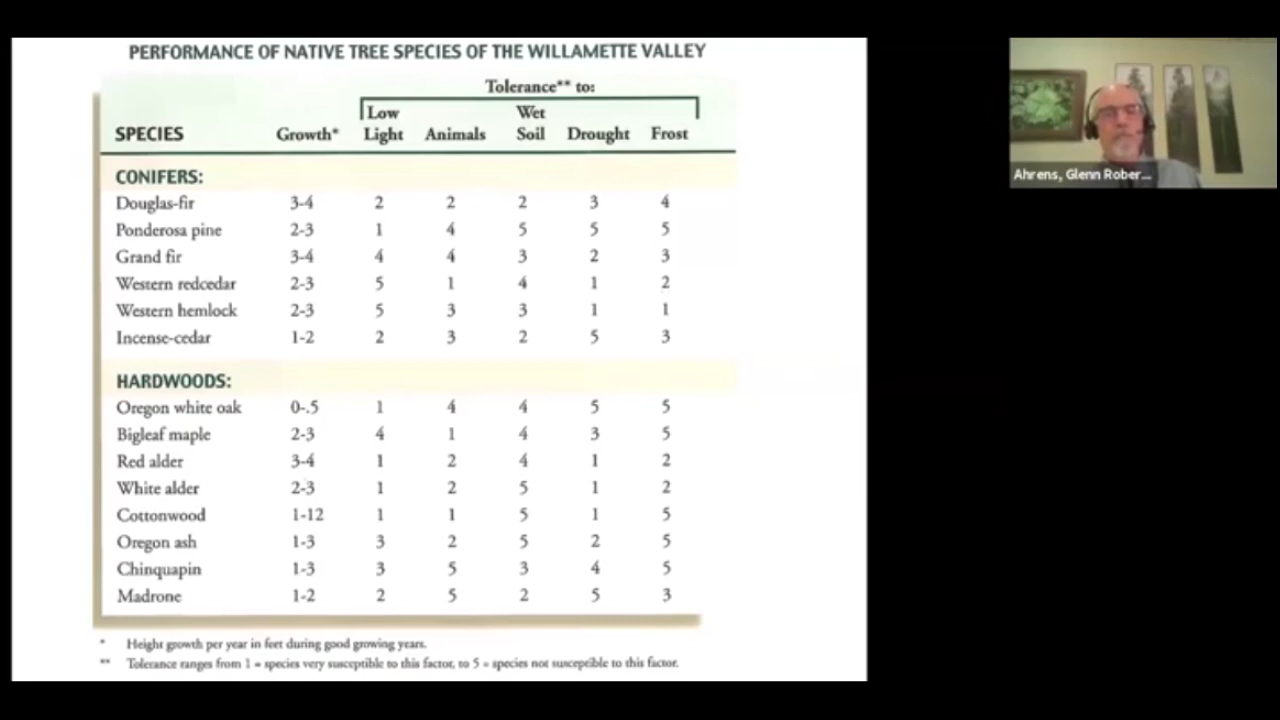 PERFORMANCE OF NATIVE TREE SPECIES OF THE WILLAMETTE VALLEY
Tolerance** to:
SPECIES Growth* Low Light Animals Wet Soil Drought Frost
CONIFERS:
Douglas-fir 3-4 2 2 2 3 4
Ponderosa pine 2-3 1 4 5 5 5
Grand fir 3-4 4 4 3 2 3
Western redcedar 2-3 5 1 4 1 2
Western hemlock 2-3 5 3 3 1 1
Incense-cedar 1-2 2 3 2 5 3
HARDWOODS:
Oregon white oak 0-.5 1 4 4 5 5
Bigleaf maple 2-3 4 1 4 3 5
Red alder 3-4 1 2 4 1 2
White alder 2-3 1 2 5 1 2
Cottonwood 1-12 1 1 5 1 5
Oregon ash 1-3 3 2 5 2 5
Chinquapin 1-3 3 5 3 4 5
Madrone 1-2 2 5 2 5 3
* Height growth per year in feet during good growing years.
** Tolerance ranges from 1 = species very susceptible to this factor, to 5 = species not susceptible to this factor.
Ahrens, Glenn Rober...